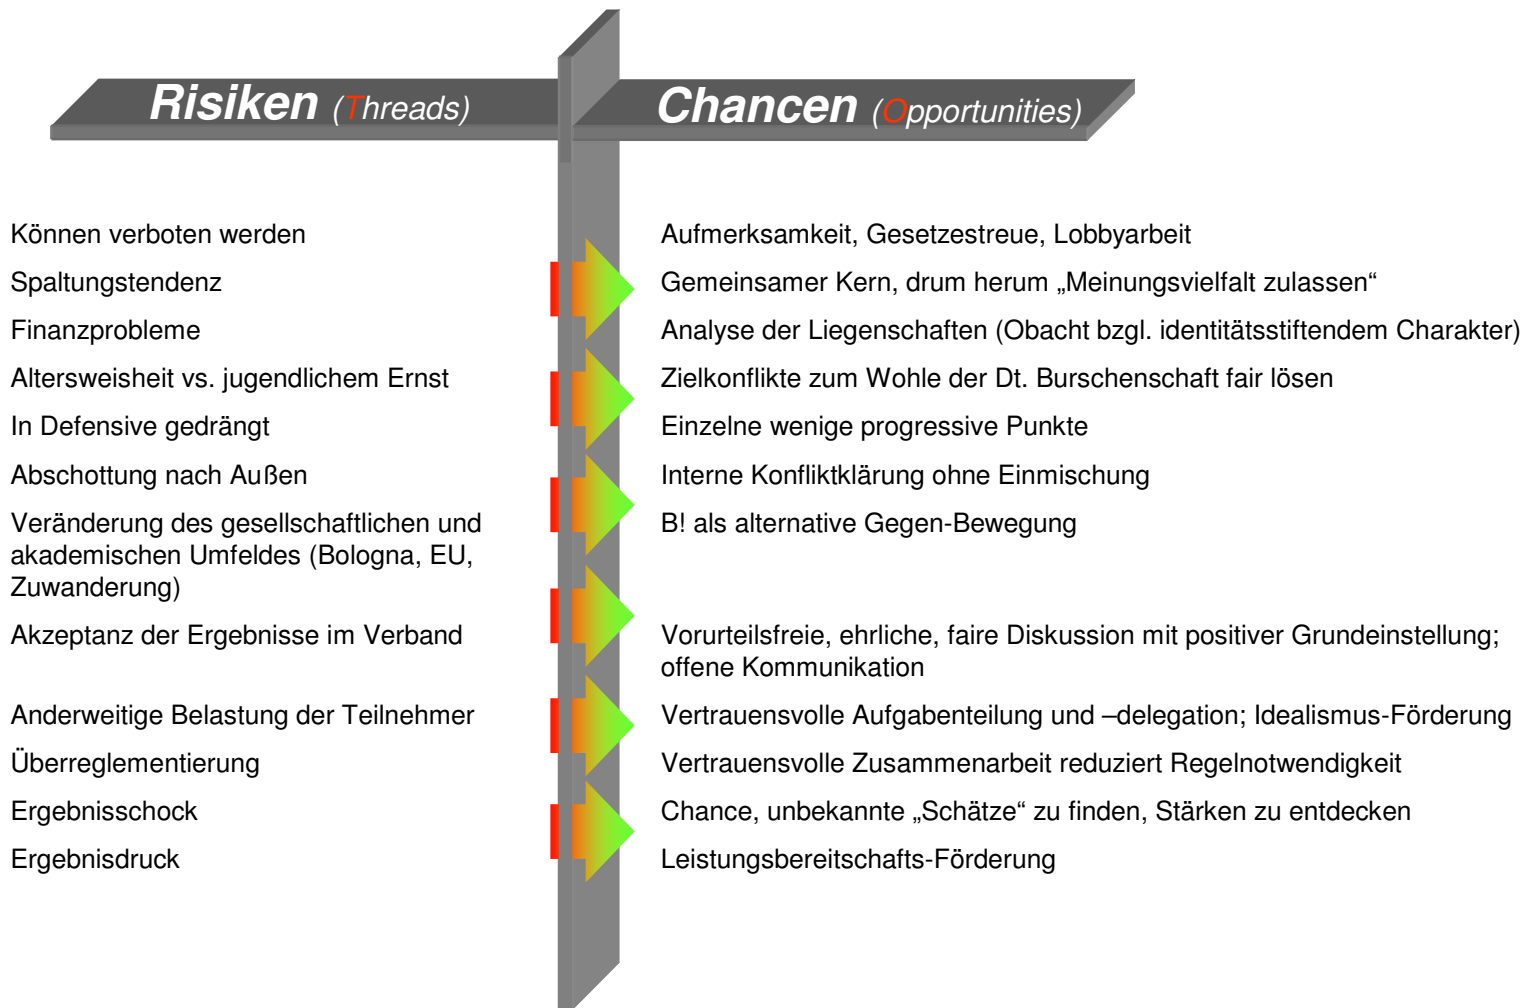 Risiken (Threads)
Chancen (Opportunities)
Können verboten werden
Aufmerksamkeit, Gesetzestreue, Lobbyarbeit
Spaltungstendenz
Gemeinsamer Kern, drum herum „Meinungsvielfalt zulassen“
Finanzprobleme
Analyse der Liegenschaften (Obacht bzgl. identitätsstiftendem Charakter)
Altersweisheit vs. jugendlichem Ernst
Zielkonflikte zum Wohle der Dt. Burschenschaft fair lösen
In Defensive gedrängt
Einzelne wenige progressive Punkte
Abschottung nach Außen
Interne Konfliktklärung ohne Einmischung
Veränderung des gesellschaftlichen und
akademischen Umfeldes (Bologna, EU,
Zuwanderung)
B! als alternative Gegen-Bewegung
Akzeptanz der Ergebnisse im Verband
Vorurteilsfreie, ehrliche, faire Diskussion mit positiver Grundeinstellung;
offene Kommunikation
Anderweitige Belastung der Teilnehmer
Vertrauensvolle Aufgabenteilung und –delegation; Idealismus-Förderung
Überreglementierung
Vertrauensvolle Zusammenarbeit reduziert Regelnotwendigkeit
Ergebnisschock
Chance, unbekannte „Schätze“ zu finden, Stärken zu entdecken
Ergebnisdruck
Leistungsbereitschafts-Förderung